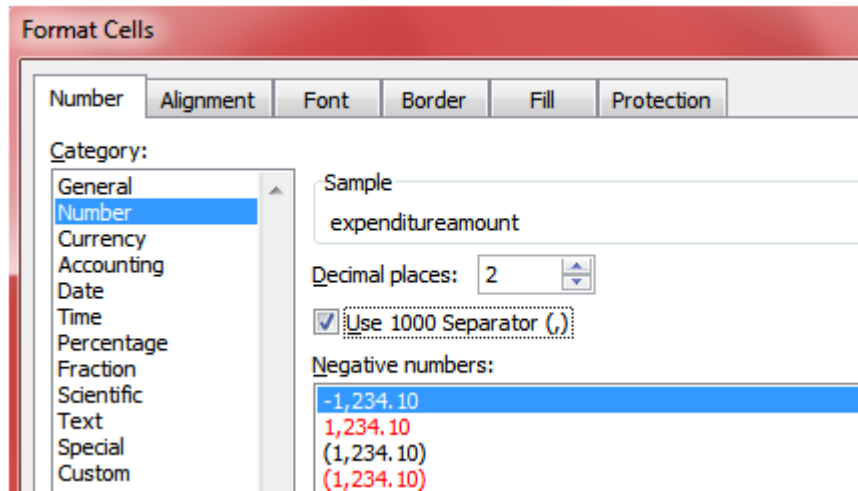 Format Cells
Number Alignment Font Border Fill Protection
Category:
General
Number
Currency
Accounting
Date
Time
Percentage
Fraction
Scientific
Text
Special
Custom
Sample
expenditureamount
Decimal places: 2
Use 1000 Separator (,)
Negative numbers:
-1,234.10
1,234.10
(1,234.10)
(1,234.10)